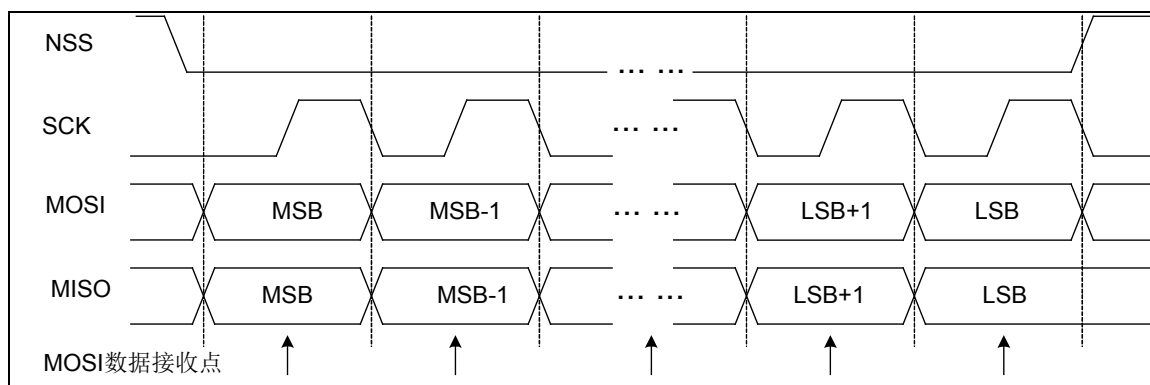 NSS
... ...
SCK
... ...
MOSI
MSB
MSB-1
... ...
LSB+1
LSB
MISO
MSB
MSB-1
... ...
LSB+1
LSB
MOSI数据接收点